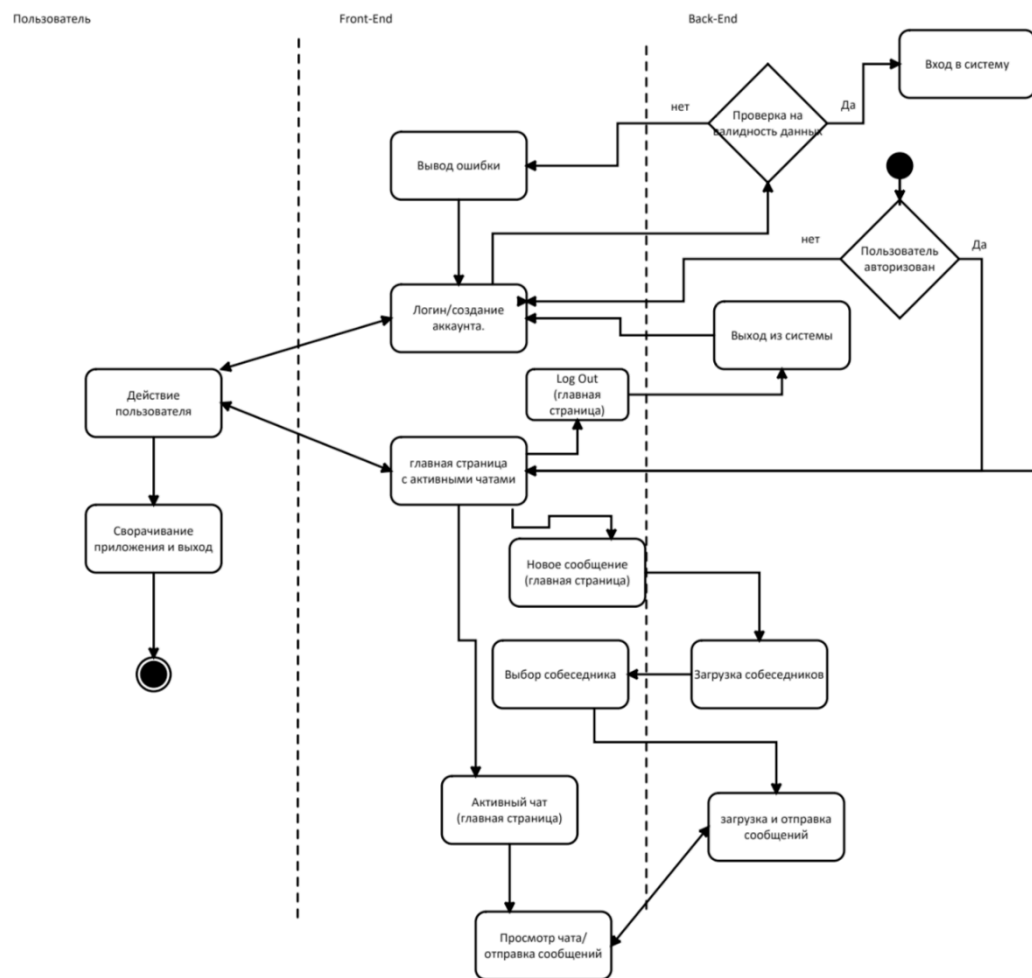 Пользователь
Front-End
Back-End
Вход в систему
нет
Да
Проверка на
валидность данных
Вывод ошибки
нет
Да
Пользователь
авторизован
Логин/создание
аккаунта.
Выход из системы
Log Out
(главная
страница)
Действие
пользователя
главная страница
с активными чатами
Сворачивание
приложения и выход
Новое сообщение
(главная страница)
Выбор собеседника
Загрузка собеседников
Активный чат
(главная страница)
загрузка и отправка
сообщений
Просмотр чата/
отправка сообщений